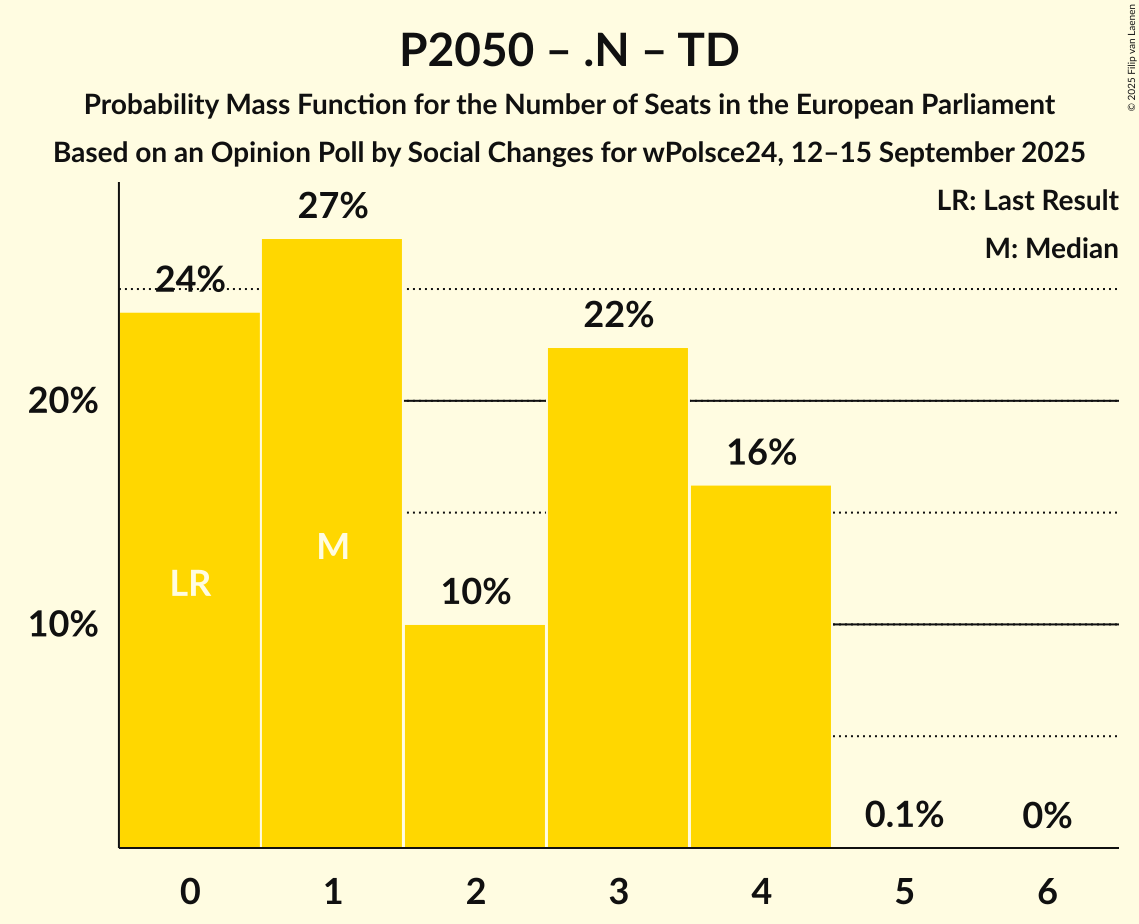 P2050 – .N – TD
Probability Mass Function for the Number of Seats in the European Parliament
Based on an Opinion Poll by Social Changes for wPolsce24, 12–15 September 2025
© 2025 Filip van Laenen
LR: Last Result
M: Median
27%
24%
22%
20%
16%
M
LR
10%
10%
0.1%
0%
0 1 2 3 4 5 6